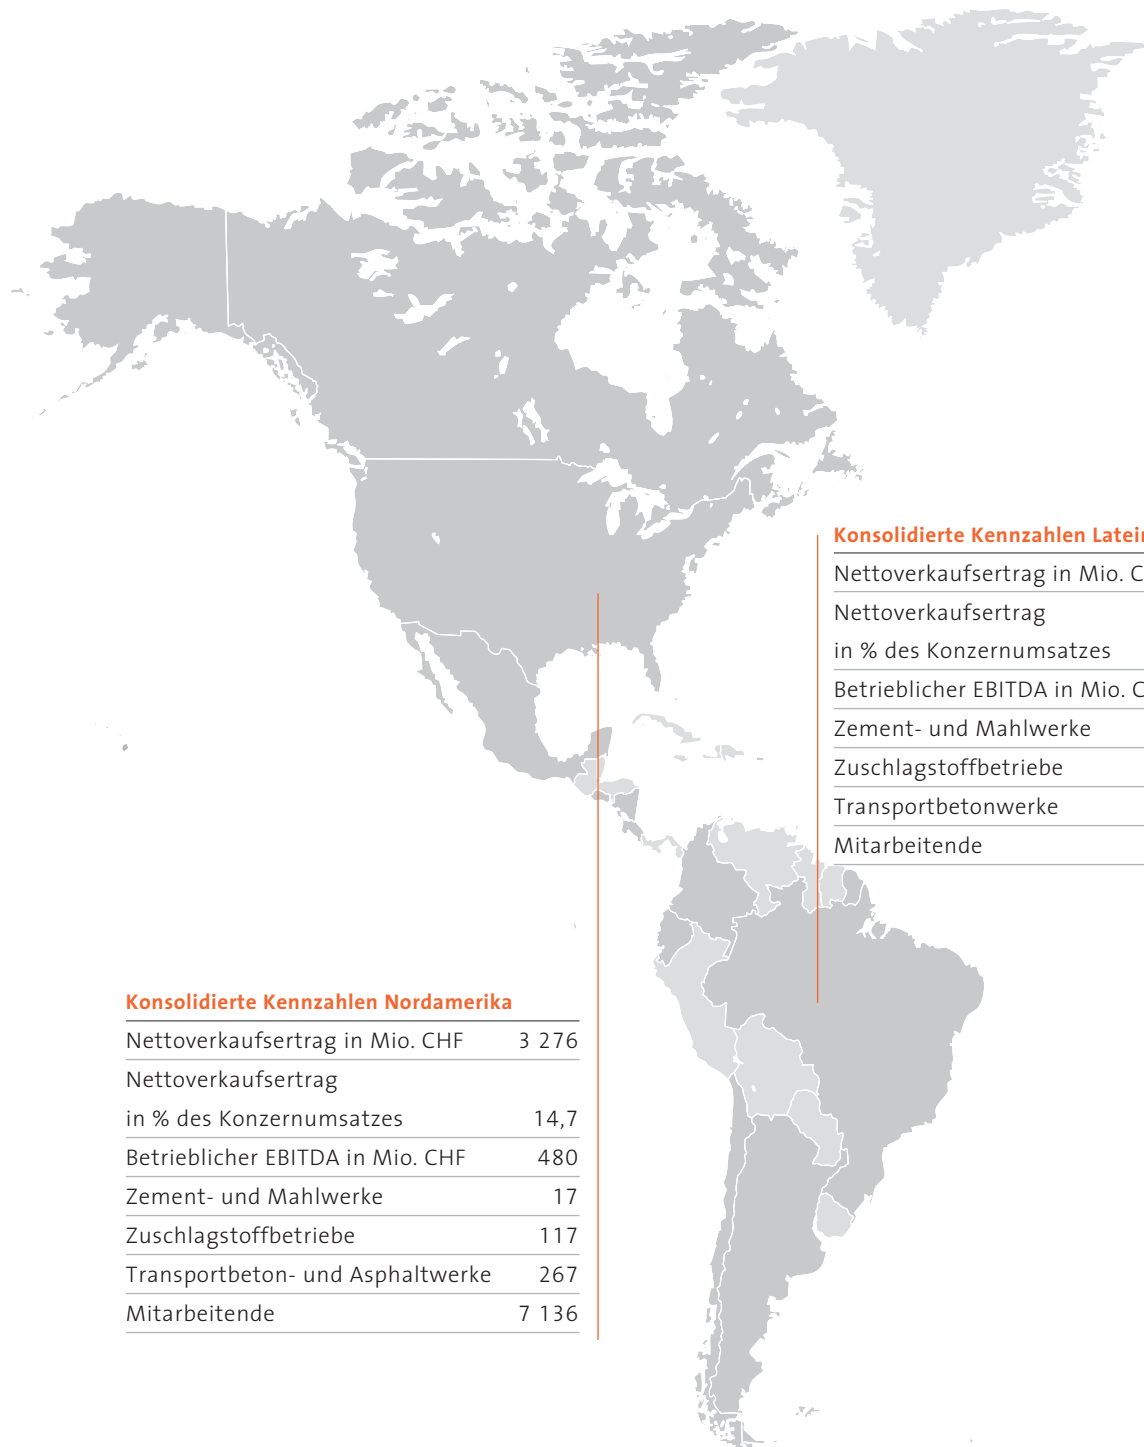 Konsolidierte Kennzahlen
Nettoverkaufsertrag in Mio.
Nettoverkaufsertrag
in % des Konzernumsatzes
Betrieblicher EBITDA in Mio.
Zement- und Mahlwerke
Zuschlagstoffbetriebe
Transportbetonwerke
Mitarbeitende
Konsolidierte Kennzahlen Nordamerika
Nettoverkaufsertrag in Mio. CHF 3 276
Nettoverkaufsertrag
in % des Konzernumsatzes 14,7
Betrieblicher EBITDA in Mio. CHF 480
Zement- und Mahlwerke 17
Zuschlagstoffbetriebe 117
Transportbeton- und Asphaltwerke 267
Mitarbeitende 7 136